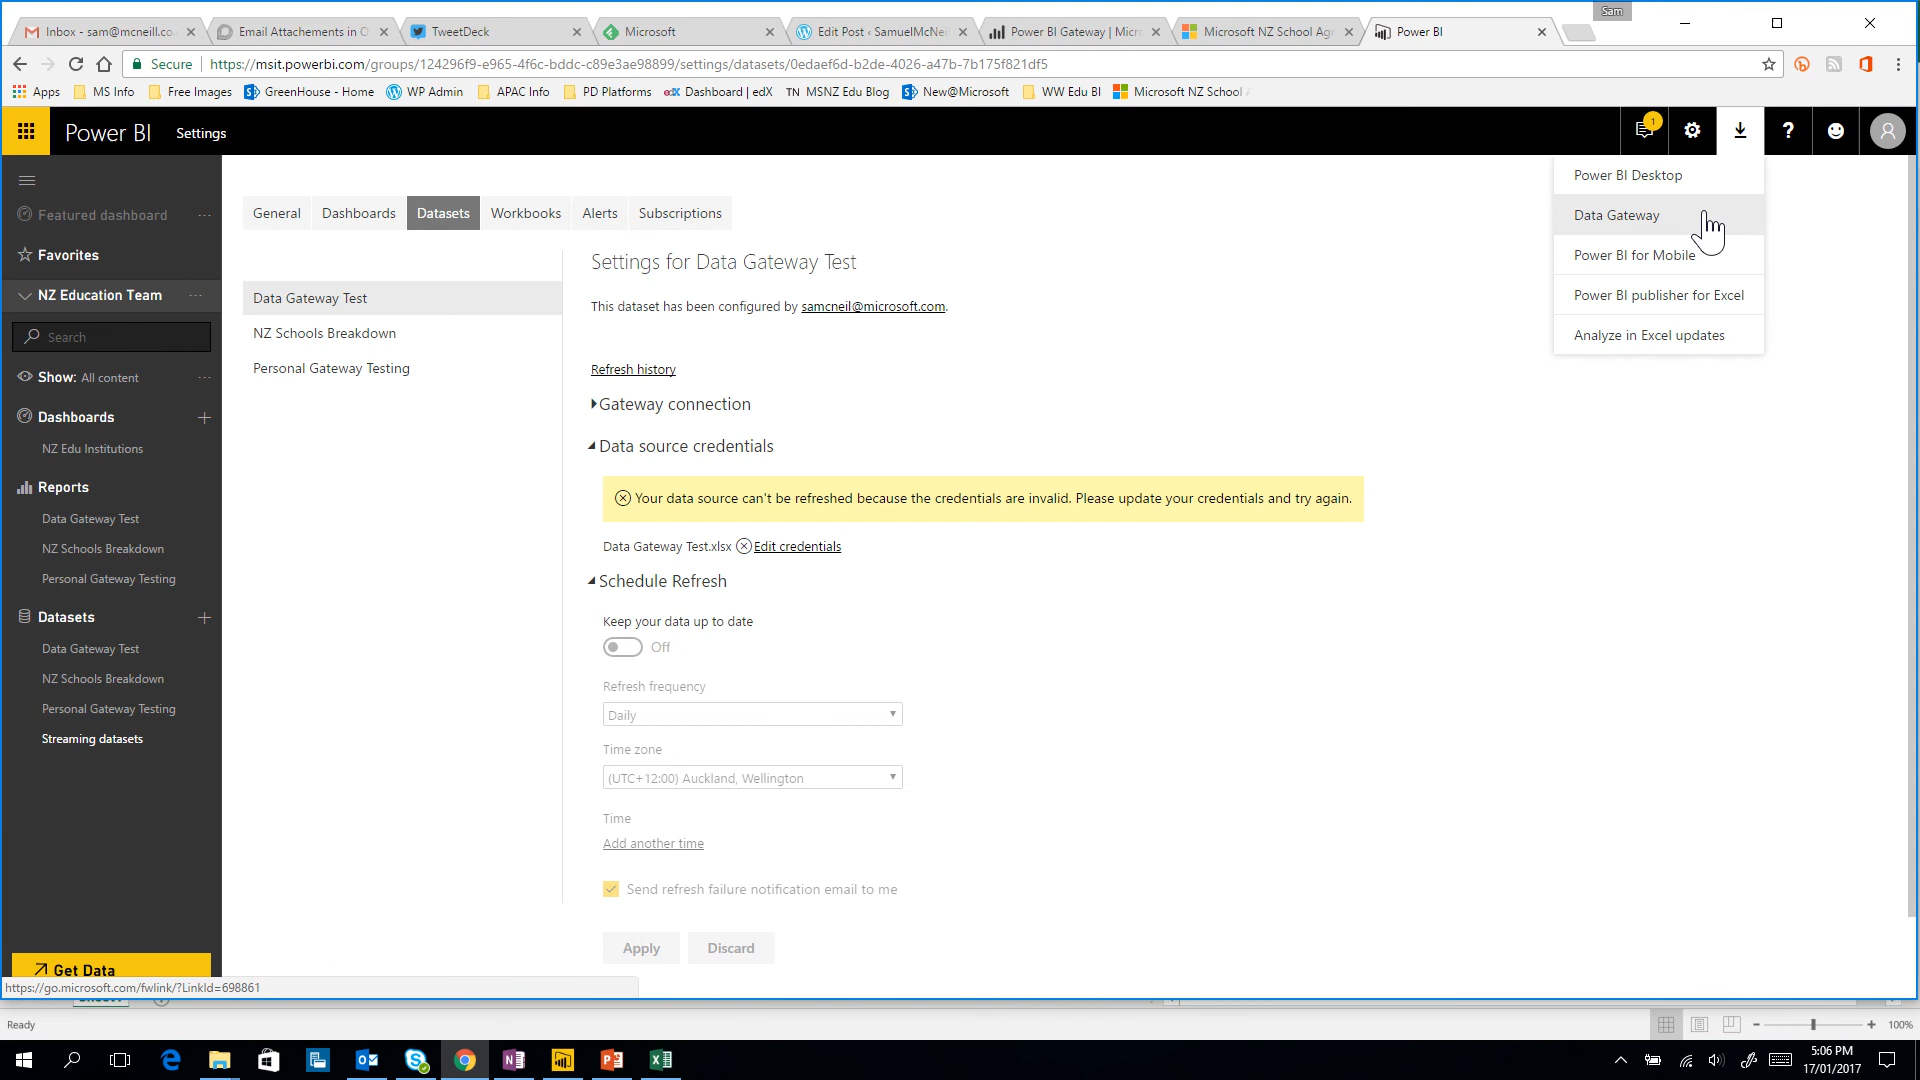 Sam
Inbox - sam@mcneill.co
Email Attachements in O
TweetDeck
Microsoft
Edit Post ‹ SamuelMcNei
Power BI Gateway | Micr
Microsoft NZ School Agr
Power BI
Secure
https://msit.powerbi.com/groups/124296f9-e965-4f6c-bddc-c89e3ae98899/settings/datasets/0edaef6d-b2de-4026-a47b-7b175f821df5
Apps
MS Info
Free Images
GreenHouse - Home
WP Admin
APAC Info
PD Platforms
edX Dashboard | edX
TN MSNZ Edu Blog
New@Microsoft
WW Edu BI
Microsoft NZ School
Power BI
Settings
1
?
Power BI Desktop
Data Gateway
Power BI for Mobile
Power BI publisher for Excel
Analyze in Excel updates
Featured dashboard
Favorites
NZ Education Team
Search
Show: All content
Dashboards
NZ Edu Institutions
Reports
Data Gateway Test
NZ Schools Breakdown
Personal Gateway Testing
Datasets
Data Gateway Test
NZ Schools Breakdown
Personal Gateway Testing
Streaming datasets
Get Data
General
Dashboards
Datasets
Workbooks
Alerts
Subscriptions
Data Gateway Test
NZ Schools Breakdown
Personal Gateway Testing
Settings for Data Gateway Test
This dataset has been configured by samcneil@microsoft.com.
Refresh history
Gateway connection
Data source credentials
Your data source can't be refreshed because the credentials are invalid. Please update your credentials and try again.
Data Gateway Test.xlsx Edit credentials
Schedule Refresh
Keep your data up to date
Off
Refresh frequency
Daily
Time zone
(UTC+12:00) Auckland, Wellington
Time
Add another time
Send refresh failure notification email to me
Apply
Discard
https://go.microsoft.com/fwlink/?LinkId=698861
Ready
100%
5:06 PM
17/01/2017